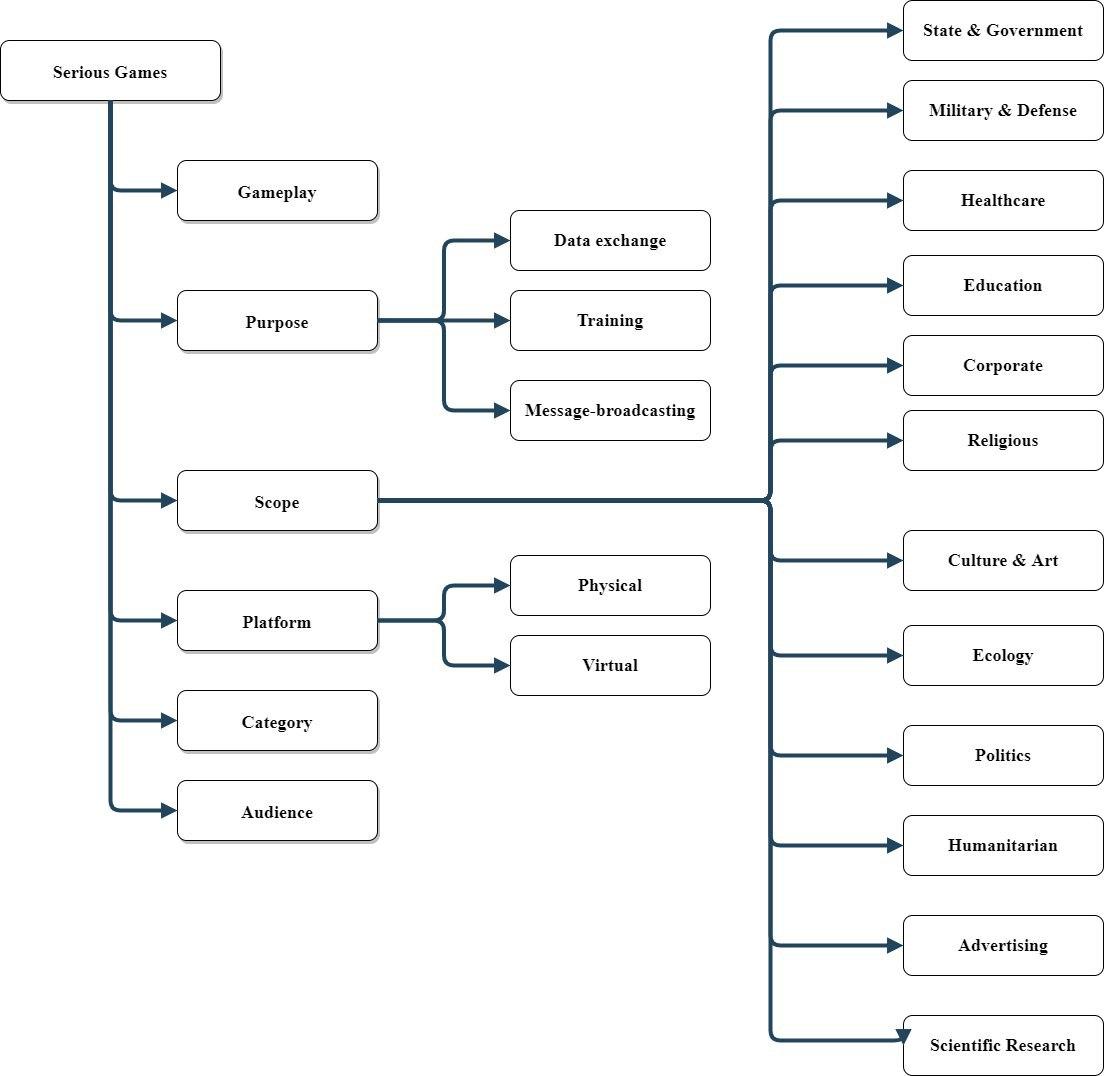 Serious Games
Gameplay
Purpose
Data exchange
Training
Message-broadcasting
Scope
State & Government
Military & Defense
Healthcare
Education
Corporate
Religious
Culture & Art
Ecology
Politics
Humanitarian
Advertising
Scientific Research
Platform
Physical
Virtual
Category
Audience